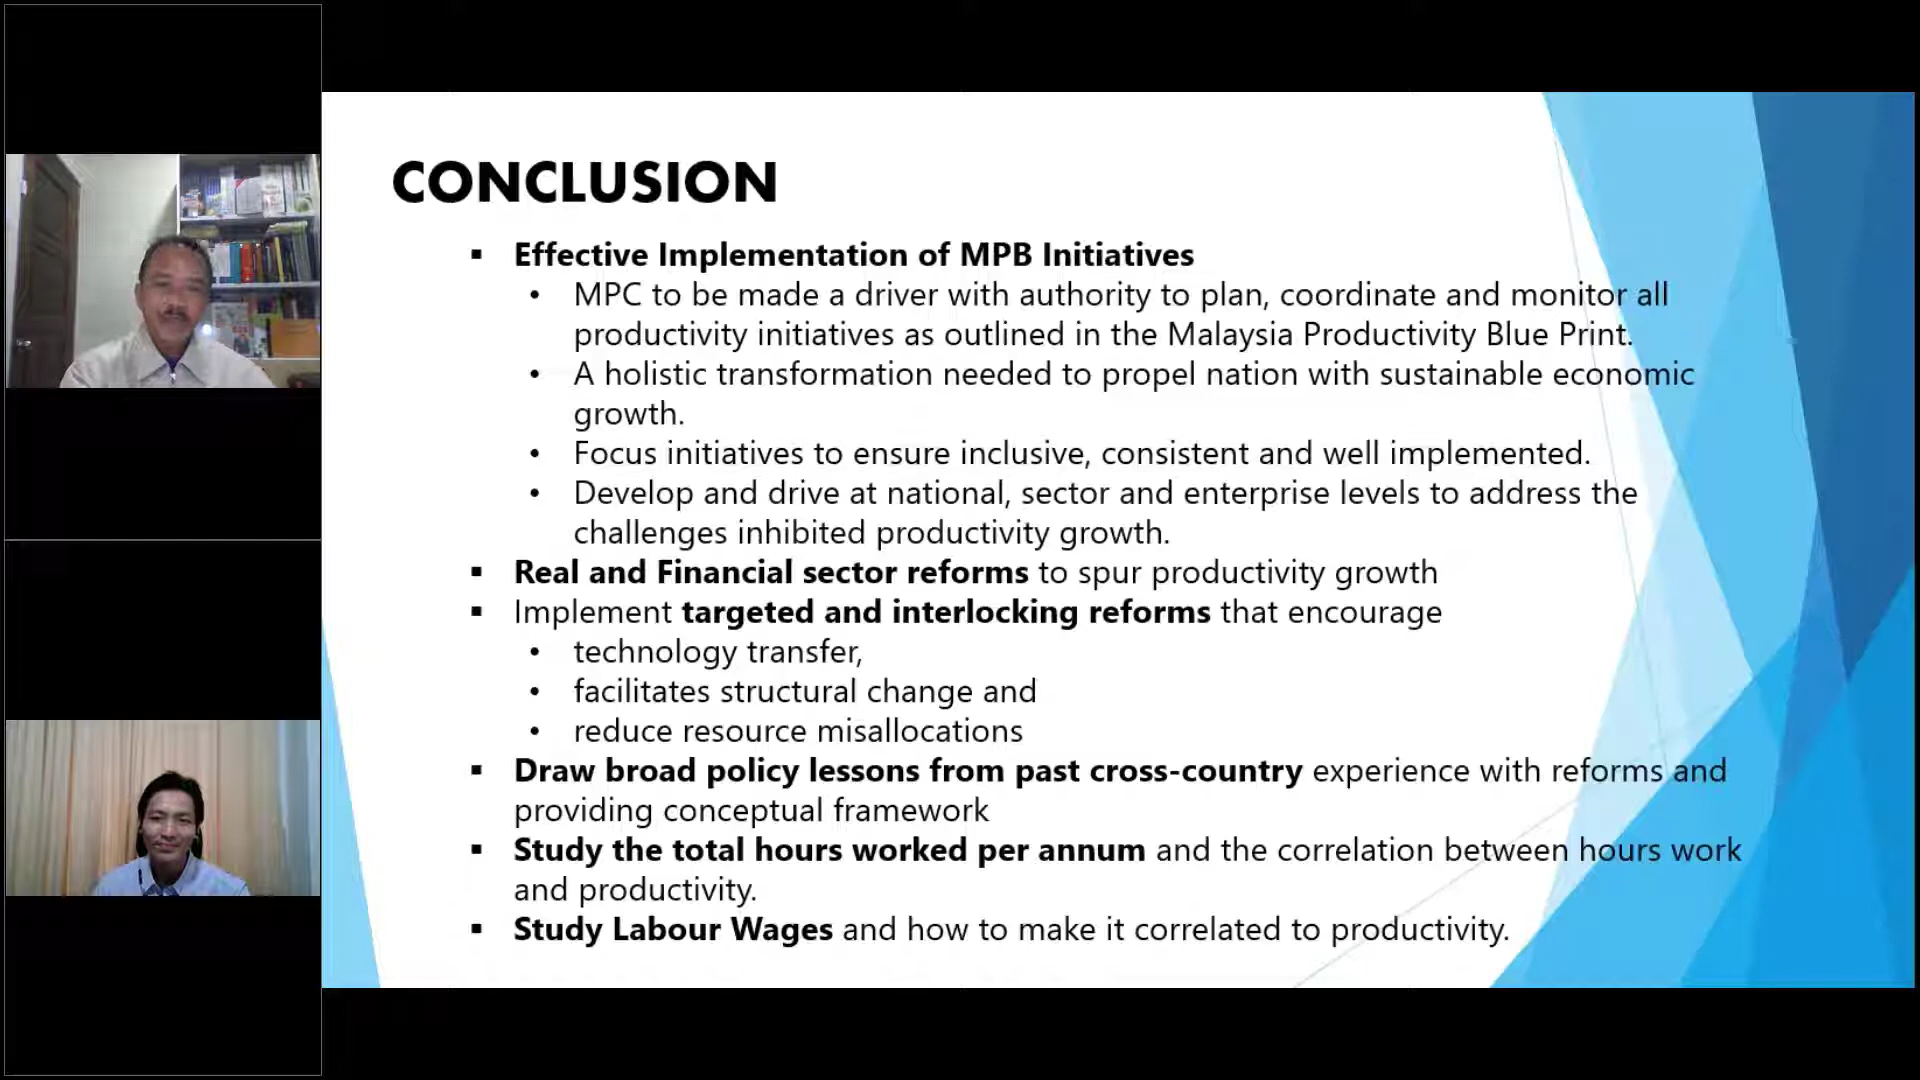 CONCLUSION
▪ Effective Implementation of MPB Initiatives
• MPC to be made a driver with authority to plan, coordinate and monitor all
productivity initiatives as outlined in the Malaysia Productivity Blue Print.
• A holistic transformation needed to propel nation with sustainable economic
growth.
• Focus initiatives to ensure inclusive, consistent and well implemented.
• Develop and drive at national, sector and enterprise levels to address the
challenges inhibited productivity growth.
▪ Real and Financial sector reforms to spur productivity growth
▪ Implement targeted and interlocking reforms that encourage
• technology transfer,
• facilitates structural change and
• reduce resource misallocations
▪ Draw broad policy lessons from past cross-country experience with reforms and
providing conceptual framework
▪ Study the total hours worked per annum and the correlation between hours work
and productivity.
▪ Study Labour Wages and how to make it correlated to productivity.